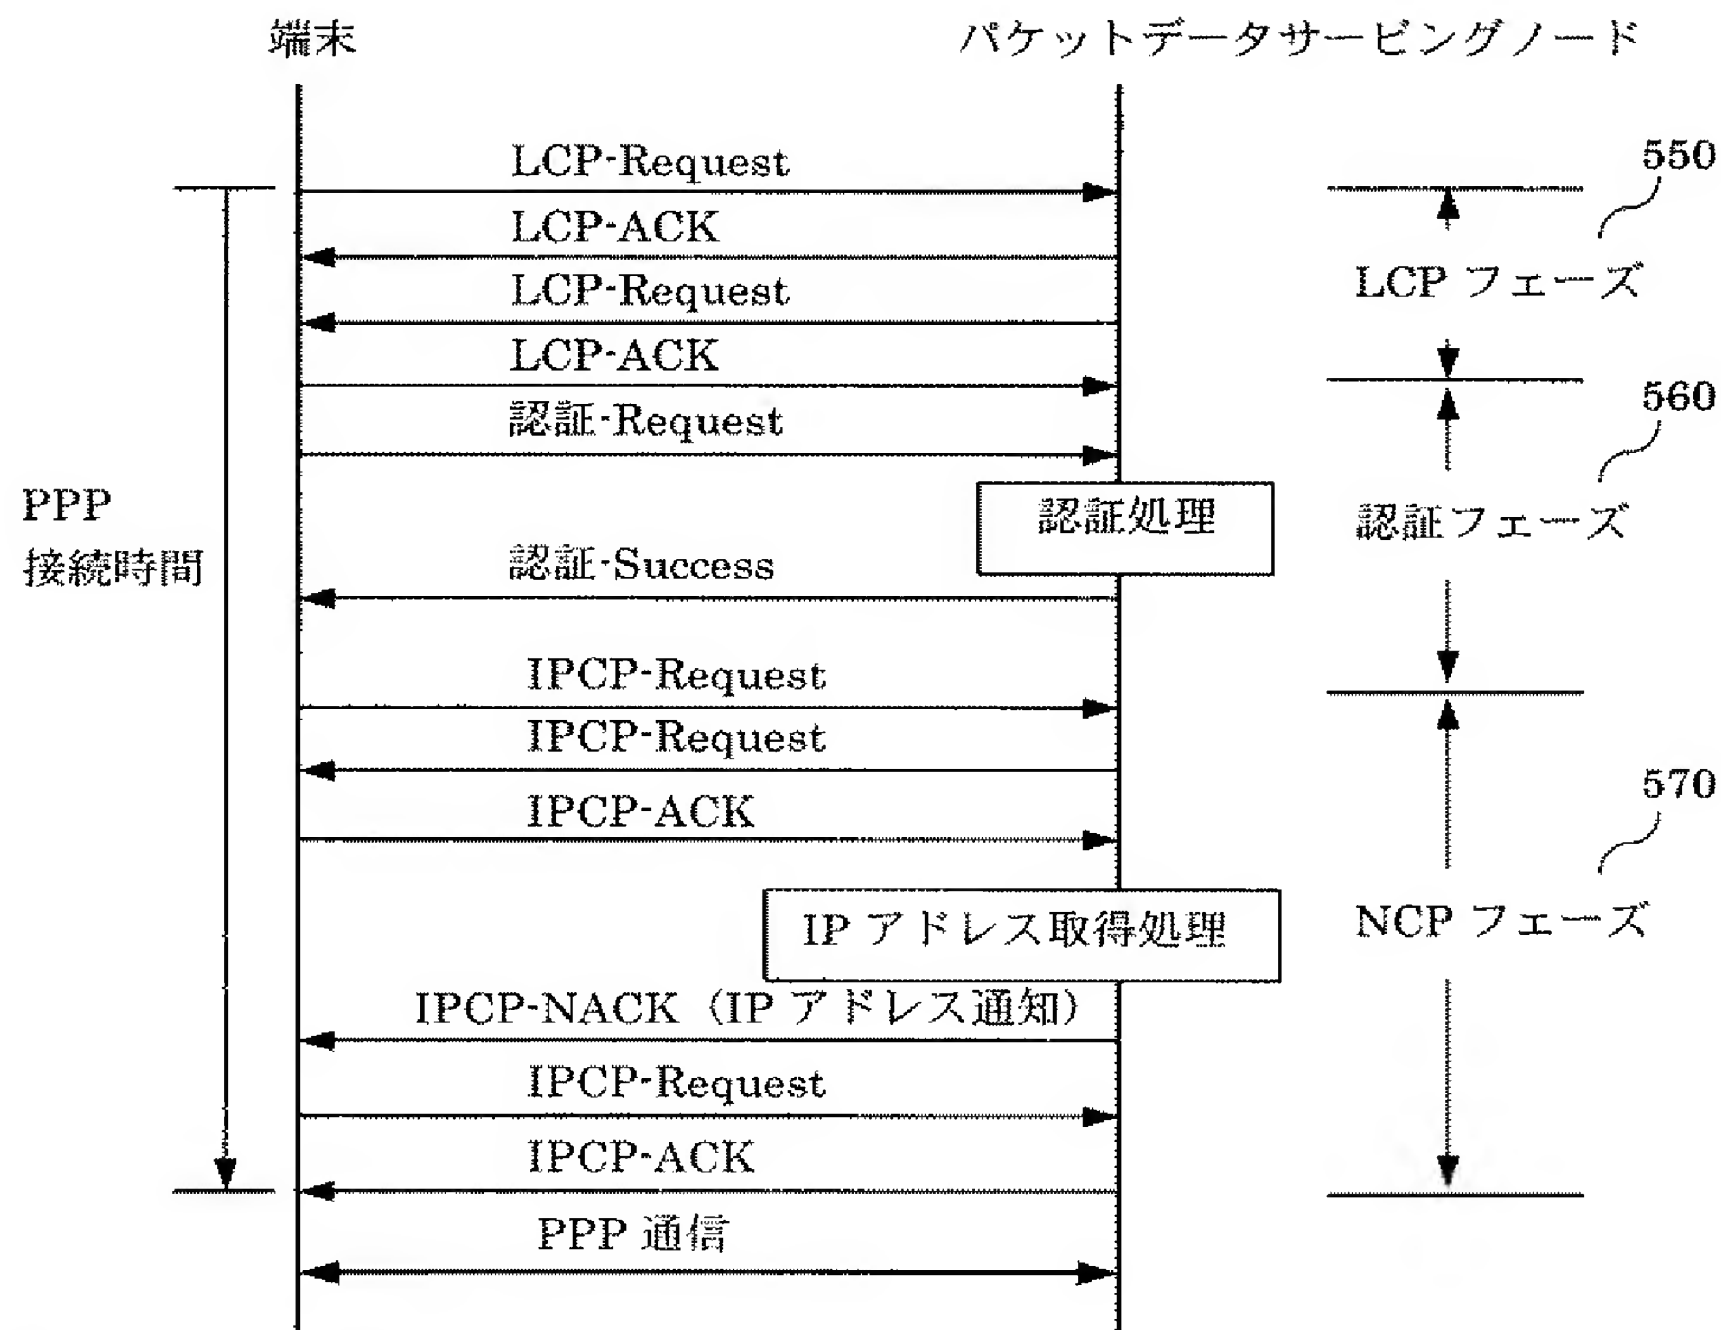 端末
パケットデータサービングノード
LCP-Request
550
LCP-ACK
LCP-Request
LCP フェーズ
LCP-ACK
560
認証-Request
PPP
接続時間
認証処理
認証フェーズ
認証-Success
IPCP-Request
IPCP-Request
570
IPCP-ACK
IP アドレス取得処理
NCP フェーズ
IPCP-NACK（IP アドレス通知）
IPCP-Request
IPCP-ACK
PPP 通信